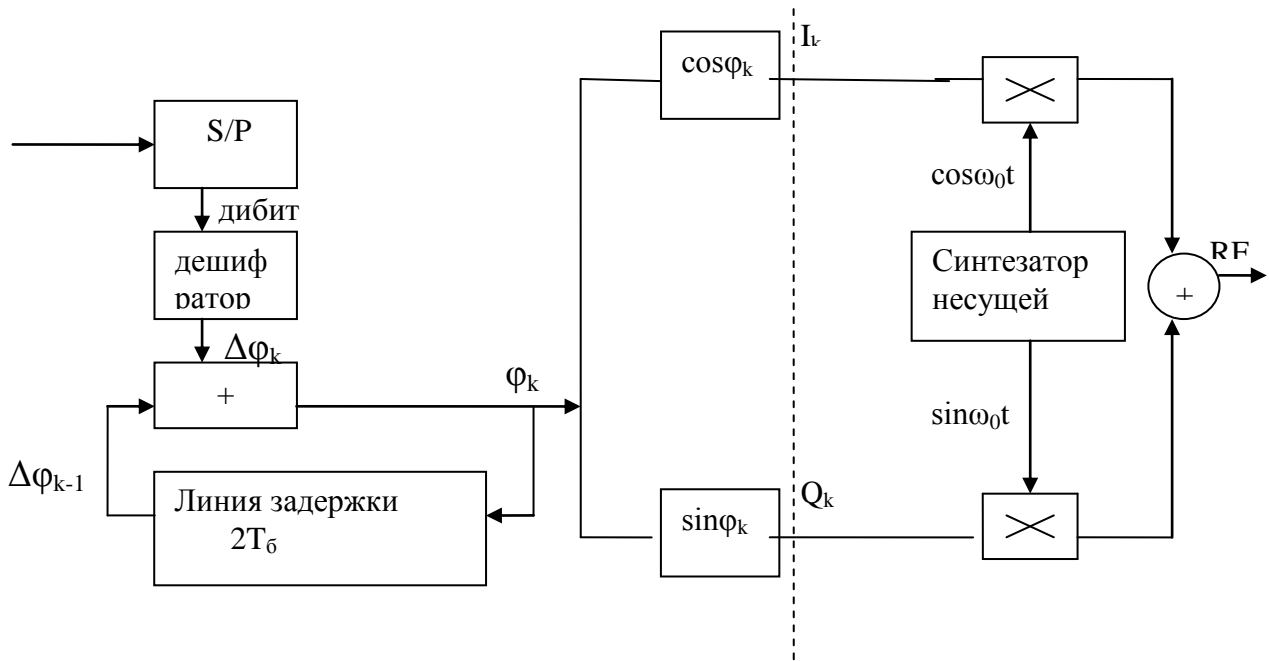 S/P
дибит
дешиф
ратор
Δφk
+
Δφk-1
Линия задержки
2Tб
φk
cosφk
Ik
sinφk
Qk
cosω0t
Синтезатор
несущей
sinω0t
+
RF